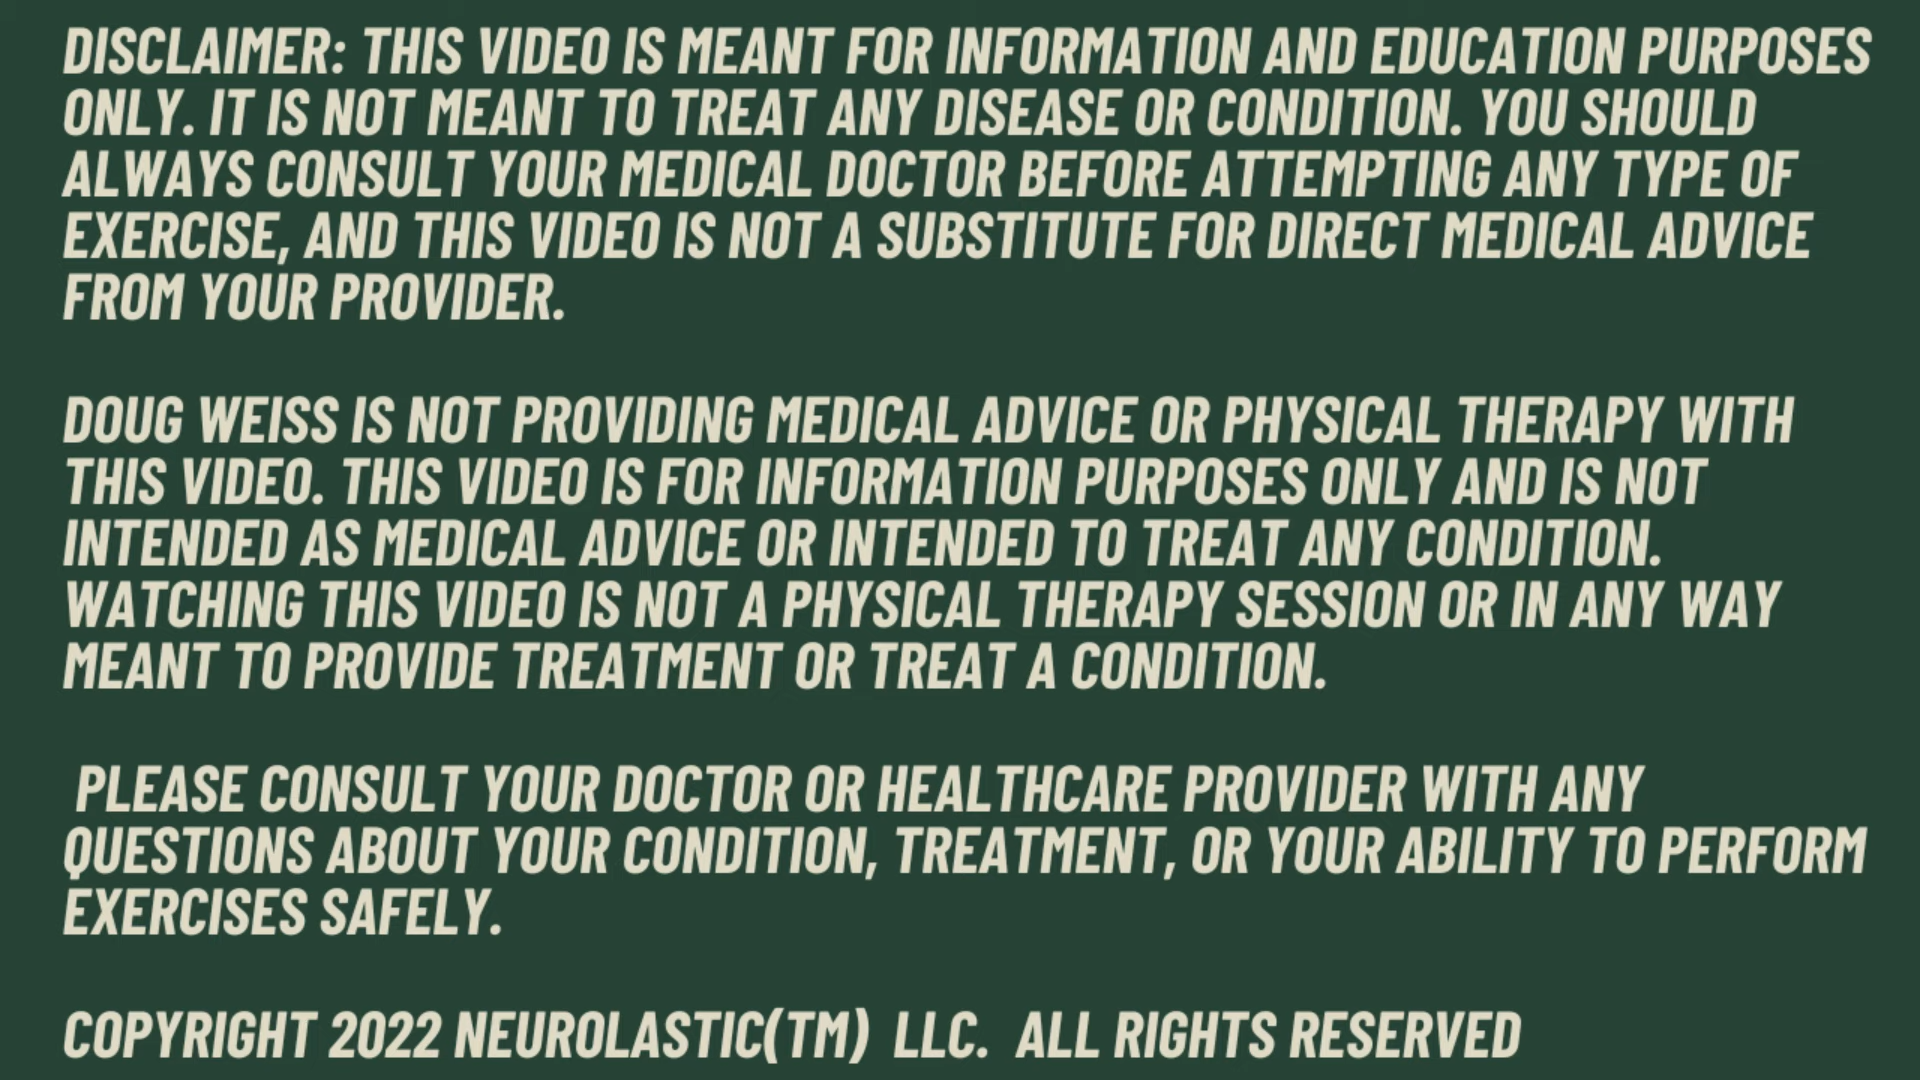 DISCLAIMER: THIS VIDEO IS MEANT FOR INFORMATION AND EDUCATION PURPOSES
ONLY. IT IS NOT MEANT TO TREAT ANY DISEASE OR CONDITION. YOU SHOULD
ALWAYS CONSULT YOUR MEDICAL DOCTOR BEFORE ATTEMPTING ANY TYPE OF
EXERCISE, AND THIS VIDEO IS NOT A SUBSTITUTE FOR DIRECT MEDICAL ADVICE
FROM YOUR PROVIDER.
DOUG WEISS IS NOT PROVIDING MEDICAL ADVICE OR PHYSICAL THERAPY WITH
THIS VIDEO. THIS VIDEO IS FOR INFORMATION PURPOSES ONLY AND IS NOT
INTENDED AS MEDICAL ADVICE OR INTENDED TO TREAT ANY CONDITION.
WATCHING THIS VIDEO IS NOT A PHYSICAL THERAPY SESSION OR IN ANY WAY
MEANT TO PROVIDE TREATMENT OR TREAT A CONDITION.
PLEASE CONSULT YOUR DOCTOR OR HEALTHCARE PROVIDER WITH ANY
QUESTIONS ABOUT YOUR CONDITION, TREATMENT, OR YOUR ABILITY TO PERFORM
EXERCISES SAFELY.
COPYRIGHT 2022 NEUROLASTIC(TM) LLC. ALL RIGHTS RESERVED